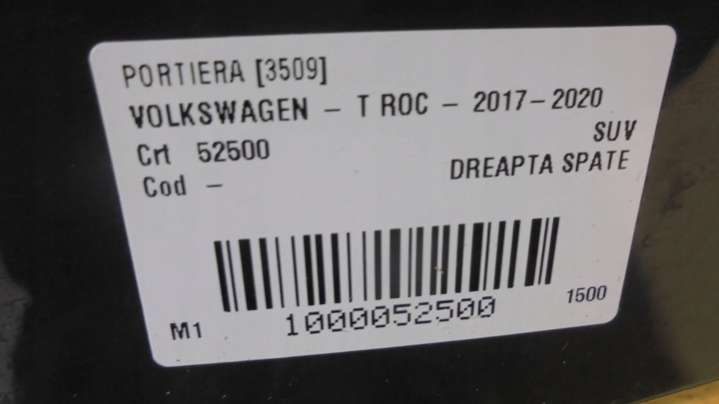 PORTIERA [3509]
VOLKSWAGEN - T ROC - 2017-2020
SUV
Crt 52500
DREAPTA SPATE
Cod -
1000052500
M1
1500